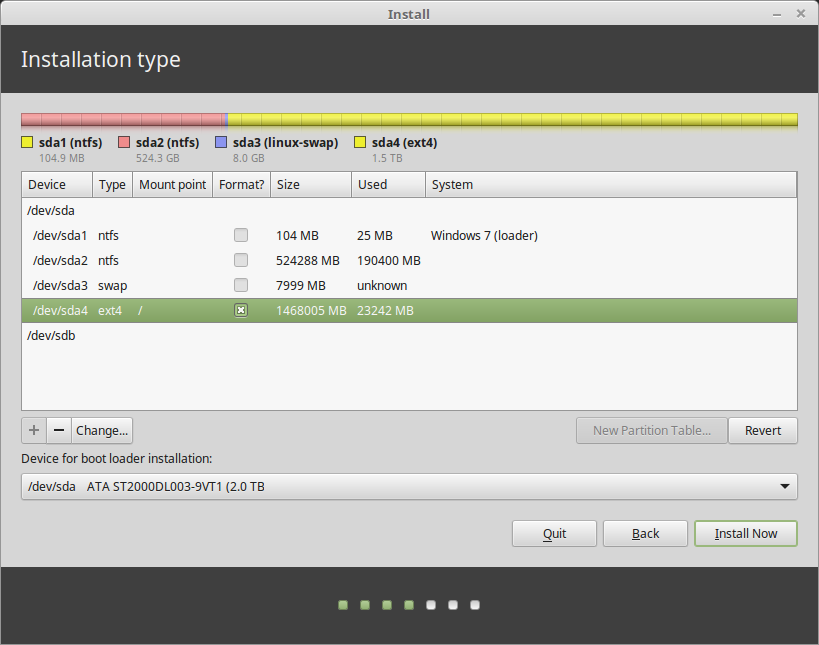 Install
Installation type
sda1 (ntfs) sda2 (ntfs) sda3 (linux-swap) sda4 (ext4)
104.9 MB 524.3 GB 8.0 GB 1.5 TB
Device Type Mount point Format? Size Used System
/dev/sda
/dev/sda1 ntfs 104 MB 25 MB Windows 7 (loader)
/dev/sda2 ntfs 524288 MB 190400 MB
/dev/sda3 swap 7999 MB unknown
/dev/sda4 ext4 / 1468005 MB 23242 MB
/dev/sdb
+ − Change... New Partition Table... Revert
Device for boot loader installation:
/dev/sda ATA ST2000DL003-9VT1 (2.0 TB
Quit Back Install Now